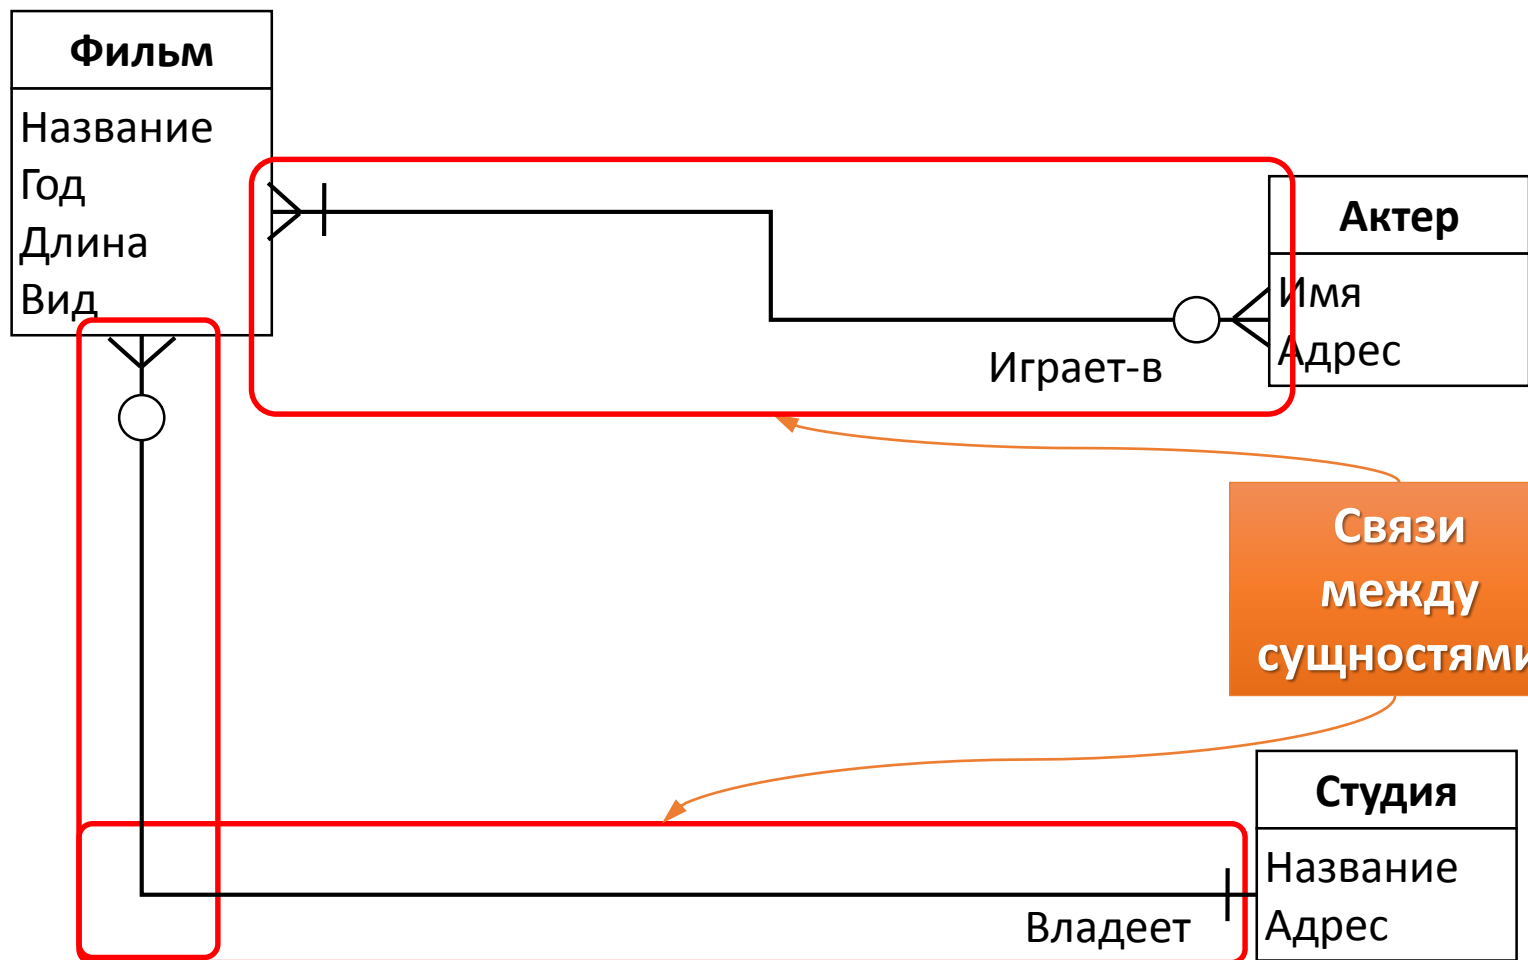 Фильм
Название
Год
Длина
Вид
Актер
Имя
Адрес
Играет-в
Связи
между
сущностями
Студия
Название
Адрес
Владеет